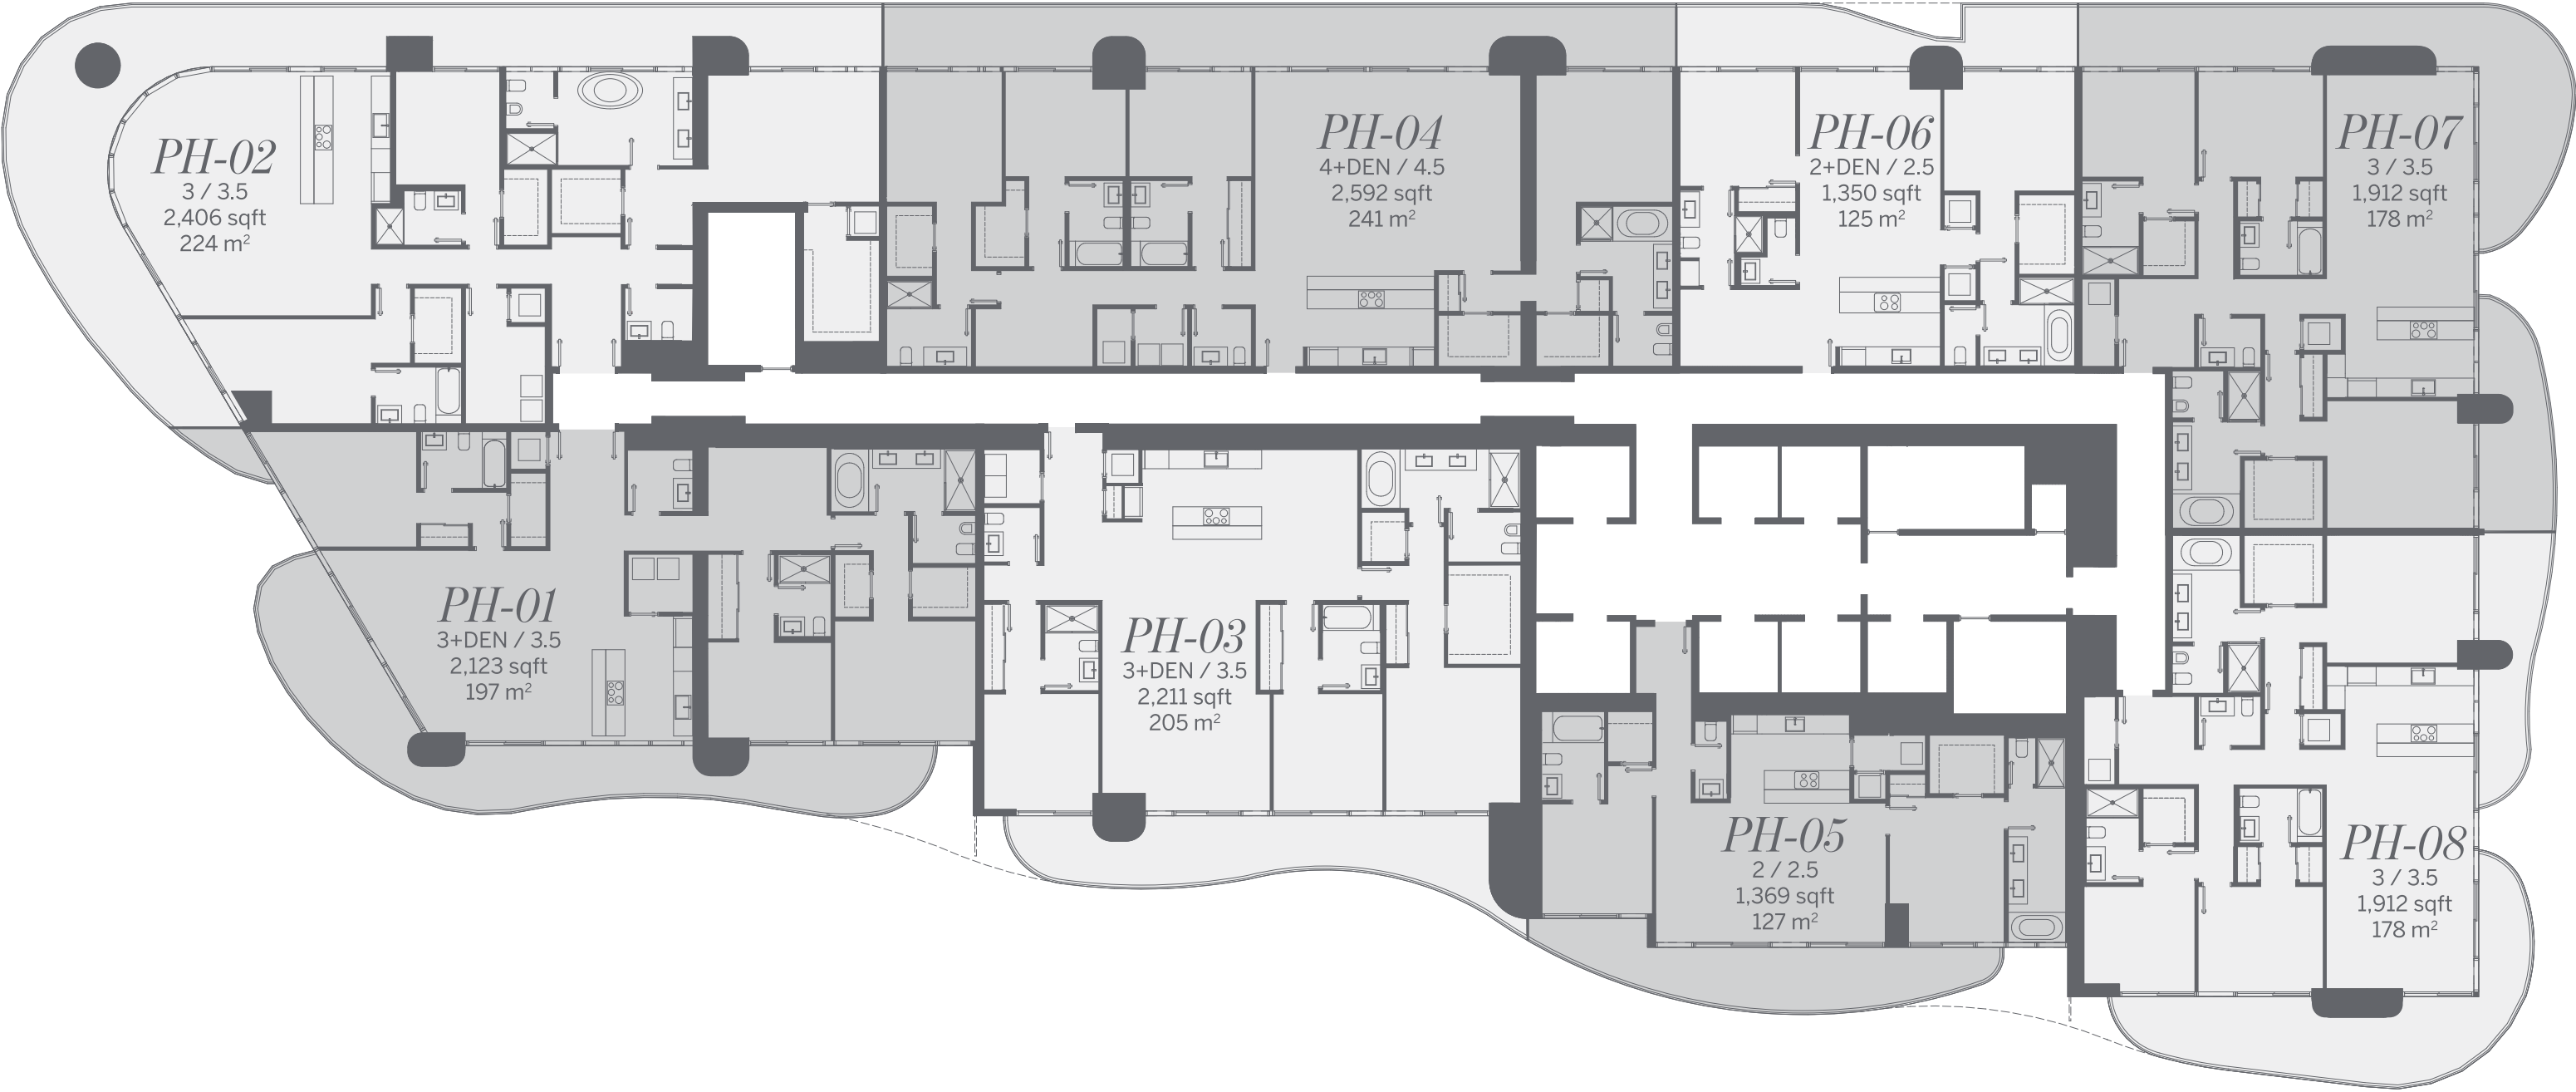 PH-02
3 / 3.5
2,406 sqft
224 m²
PH-04
4+DEN / 4.5
2,592 sqft
241 m²
PH-06
2+DEN / 2.5
1,350 sqft
125 m²
PH-07
3 / 3.5
1,912 sqft
178 m²
PH-01
3+DEN / 3.5
2,123 sqft
197 m²
PH-03
3+DEN / 3.5
2,211 sqft
205 m²
PH-05
2 / 2.5
1,369 sqft
127 m²
PH-08
3 / 3.5
1,912 sqft
178 m²